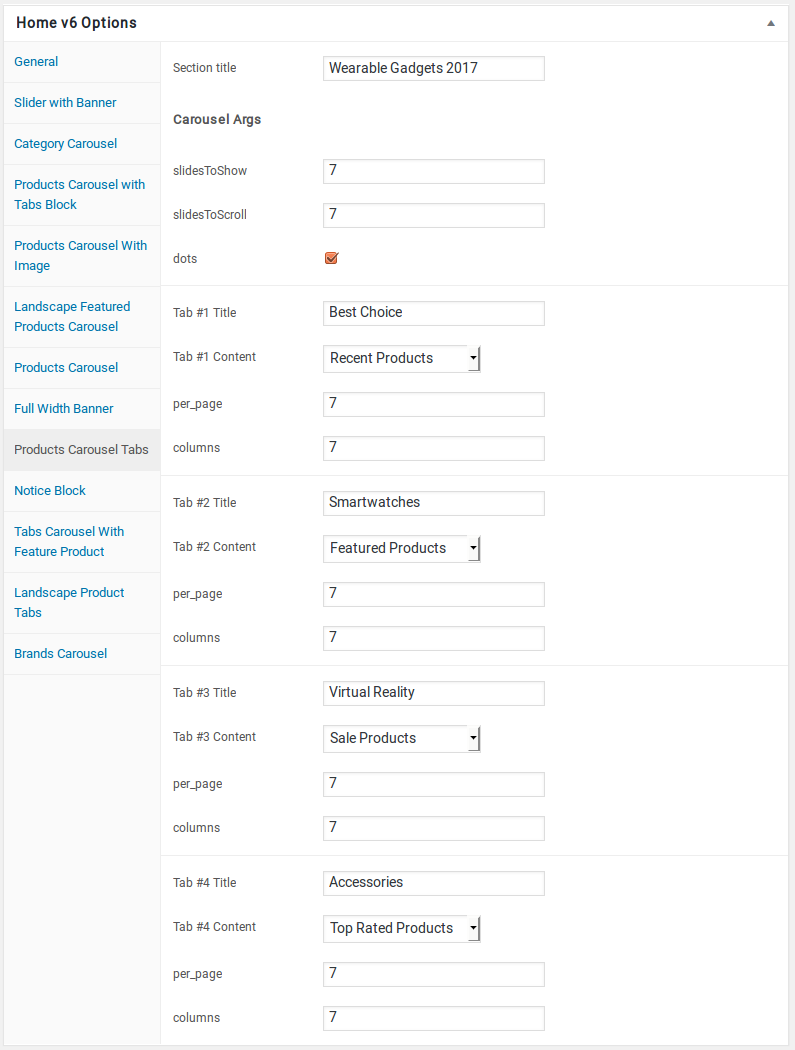 Home v6 Options
General
Slider with Banner
Category Carousel
Products Carousel with
Tabs Block
Products Carousel With
Image
Landscape Featured
Products Carousel
Products Carousel
Full Width Banner
Products Carousel Tabs
Notice Block
Tabs Carousel With
Feature Product
Landscape Product
Tabs
Brands Carousel
Section title Wearable Gadgets 2017
Carousel Args
slidesToShow 7
slidesToScroll 7
dots
Tab #1 Title Best Choice
Tab #1 Content Recent Products
per_page 7
columns 7
Tab #2 Title Smartwatches
Tab #2 Content Featured Products
per_page 7
columns 7
Tab #3 Title Virtual Reality
Tab #3 Content Sale Products
per_page 7
columns 7
Tab #4 Title Accessories
Tab #4 Content Top Rated Products
per_page 7
columns 7